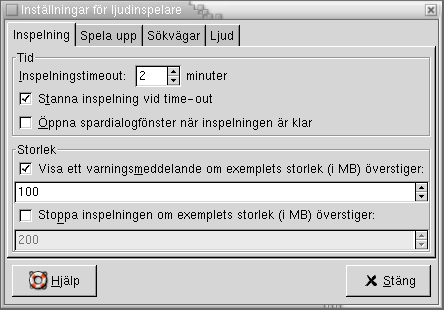 Inställningar för ljudinspelare
Inspelning Spela upp Sökvägar Ljud
Tid
Inspelningstimeout: 2 minuter
Stanna inspelning vid time-out
Öppna spardialogfönster när inspelningen är klar
Storlek
Visa ett varningsmeddelande om exemplets storlek (i MB) överstiger:
100
Stoppa inspelningen om exemplets storlek (i MB) överstiger:
200
Hjälp Stäng